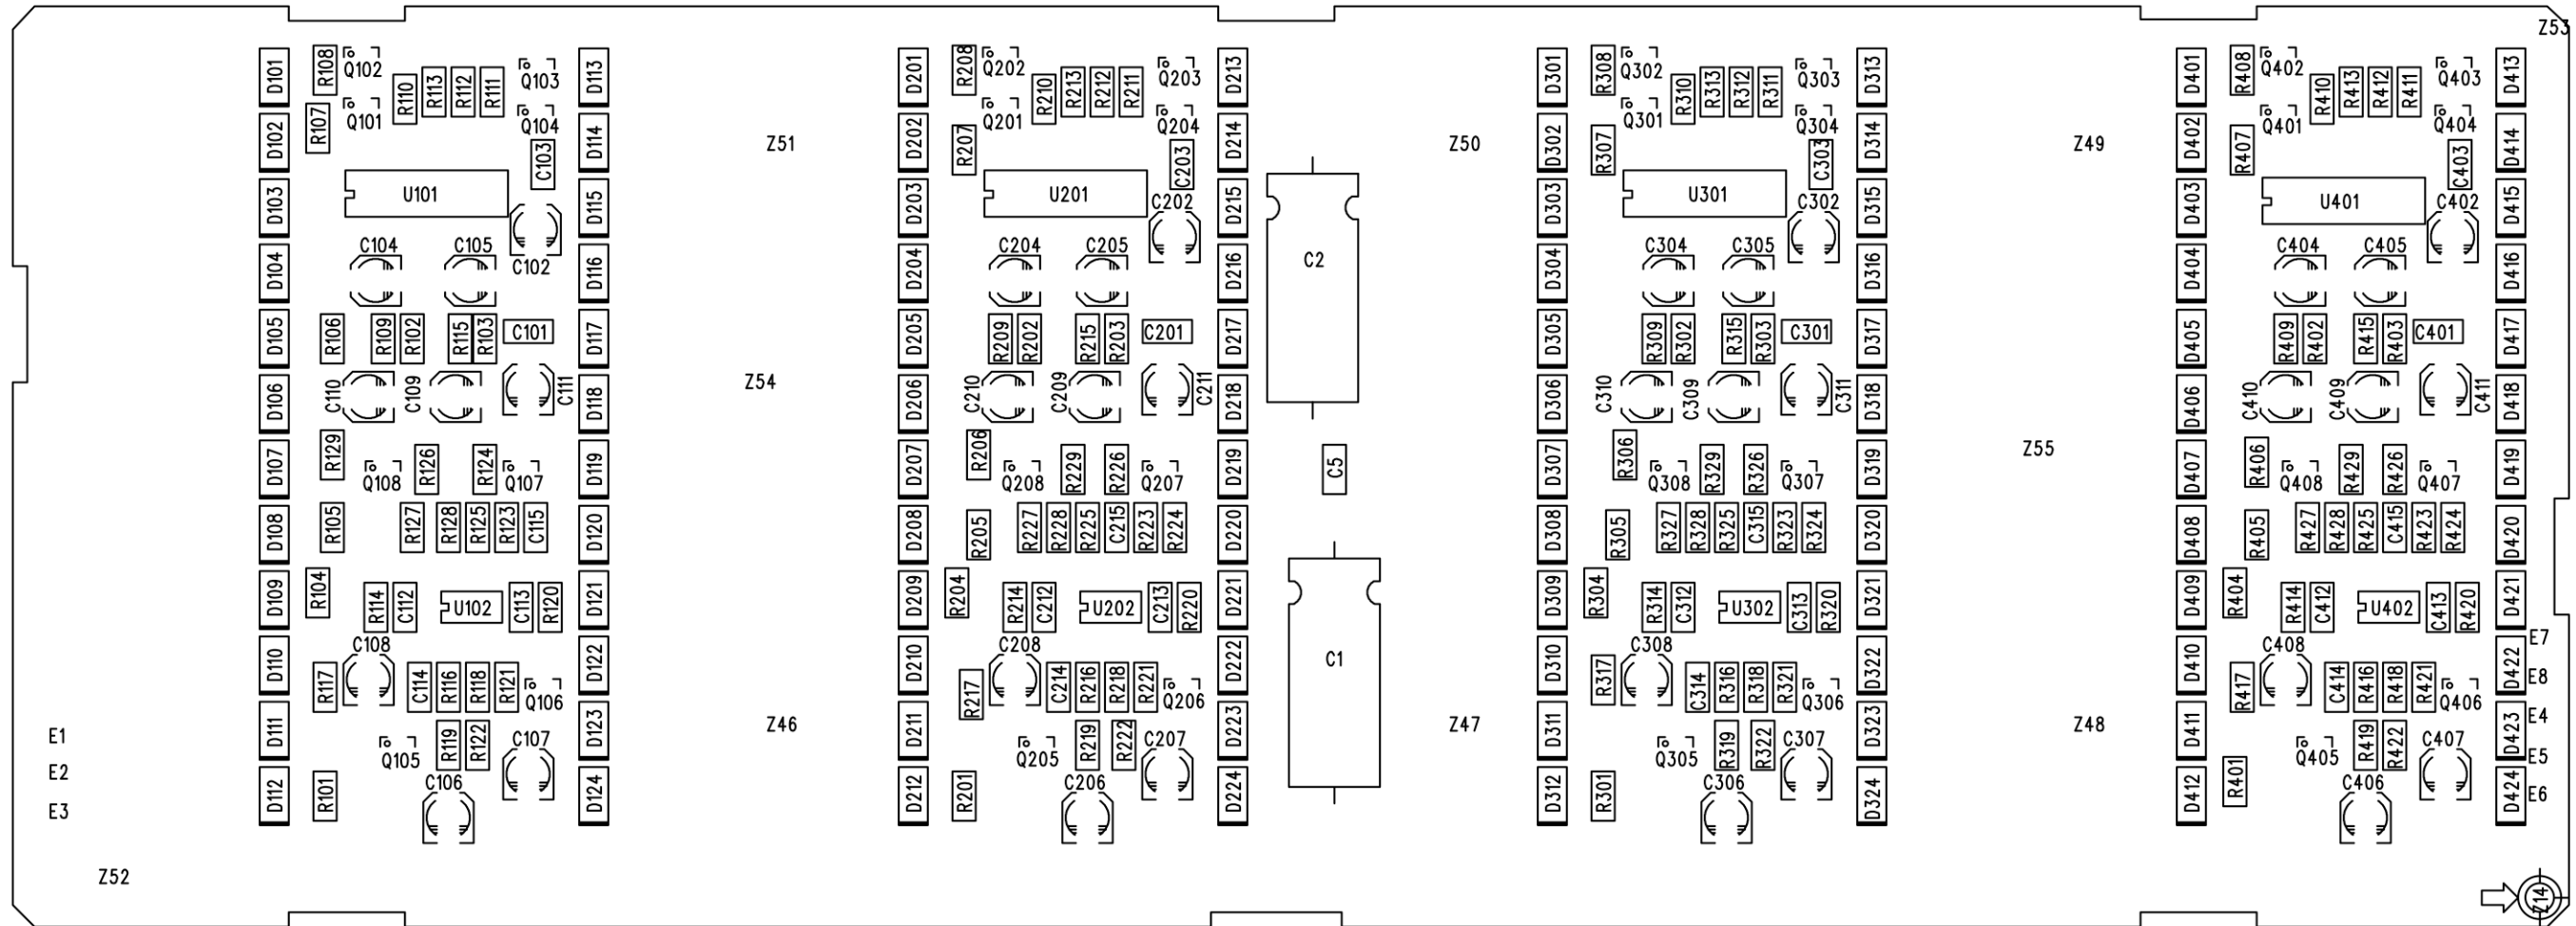 Z53
D101 R108 Q102 R110 R113 R112 R111 Q103 D113
R107 Q101 Q104
D102 C103 D114
D103 U101 D115
C104 C105 C102
D104 D116
D105 R106 R109 R102 R115 R103 C101 D117
D106 C110 C109 C111 D118
D107 R129 Q108 R126 R124 Q107 D119
D108 R105 R127 R128 R125 R123 C115 D120
D109 R104 R114 C112 U102 C113 R120 D121
C108
D110 R117 C114 R116 R118 R121 Q106 D122
D111 Q105 R119 R122 C107 D123
D112 R101 C106 D124
E1
E2
E3
Z52
Z51
Z54
Z46
D201 R208 Q202 R210 R213 R212 R211 Q203 D213
Q201 Q204
D202 R207 C203 D214
D203 U201 C202 D215
C204 C205
D204 D216
D205 R209 R202 R215 R203 C201 D217
D206 C210 C209 C211 D218
D207 R206 Q208 R229 R226 Q207 D219
D208 R205 R227 R228 R225 C215 R223 R224 D220
D209 R204 R214 C212 U202 C213 R220 D221
C208
D210 R217 C214 R216 R218 R221 Q206 D222
D211 Q205 R219 R222 C207 D223
D212 R201 C206 D224
C2
C5
C1
Z50
Z47
D301 R308 Q302 R310 R313 R312 R311 Q303 D313
Q301 Q304
D302 R307 C303 D314
D303 U301 C302 D315
C304 C305
D304 D316
D305 R309 R302 R315 R303 C301 D317
D306 C310 C309 C311 D318
D307 R306 Q308 R329 R326 Q307 D319
D308 R305 R327 R328 R325 C315 R323 R324 D320
D309 R304 R314 C312 U302 C313 R320 D321
C308
D310 R317 C314 R316 R318 R321 Q306 D322
D311 Q305 R319 R322 C307 D323
D312 R301 C306 D324
Z49
Z55
Z48
D401 R408 Q402 R410 R413 R412 R411 Q403 D413
Q401 Q404
D402 R407 C403 D414
D403 U401 C402 D415
C404 C405
D404 D416
D405 R409 R402 R415 R403 C401 D417
D406 C410 C409 C411 D418
D407 R406 Q408 R429 R426 Q407 D419
D408 R405 R427 R428 R425 C415 R423 R424 D420
D409 R404 R414 C412 U402 C413 R420 D421
C408 E7
D410 R417 C414 R416 R418 R421 Q406 D422 E8
E4
D411 Q405 R419 R422 C407 D423
E5
D412 R401 C406 D424 E6
Z14